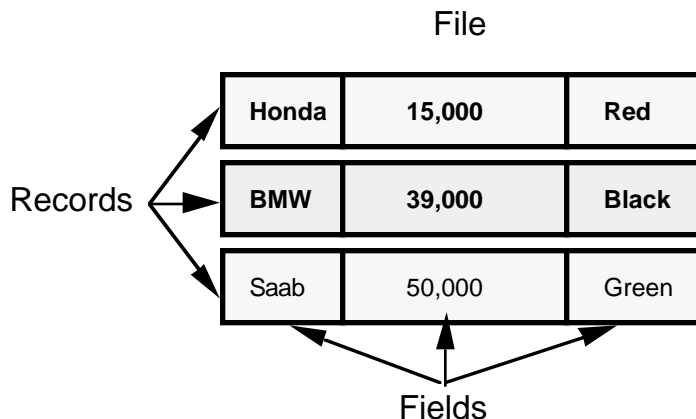 File
Honda 15,000 Red
Records BMW 39,000 Black
Saab 50,000 Green
Fields